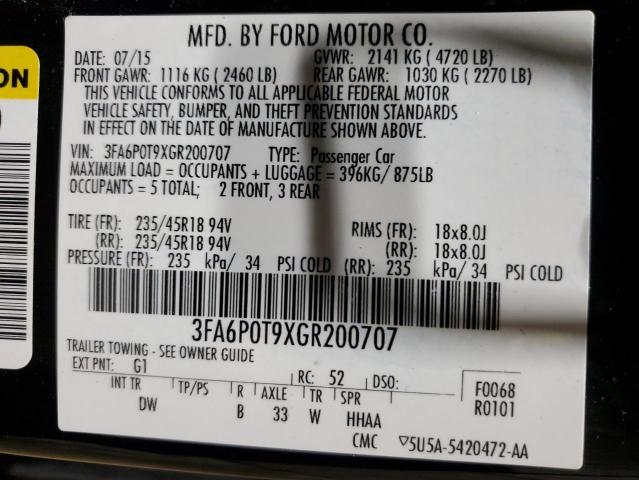 MFD. BY FORD MOTOR CO.
DATE: 07/15 GVWR: 2141 KG (4720 LB)
FRONT GAWR: 1116 KG (2460 LB) REAR GAWR: 1030 KG (2270 LB)
THIS VEHICLE CONFORMS TO ALL APPLICABLE FEDERAL MOTOR
VEHICLE SAFETY, BUMPER, AND THEFT PREVENTION STANDARDS
IN EFFECT ON THE DATE OF MANUFACTURE SHOWN ABOVE.
VIN: 3FA6P0T9XGR200707 TYPE: Passenger Car
MAXIMUM LOAD = OCCUPANTS + LUGGAGE = 396KG/ 875LB
OCCUPANTS = 5 TOTAL; 2 FRONT, 3 REAR
TIRE (FR): 235/45R18 94V RIMS (FR): 18x8.0J
(RR): 235/45R18 94V (RR): 18x8.0J
PRESSURE (FR): 235 kPa/ 34 PSI COLD (RR): 235 kPa/ 34 PSI COLD
3FA6P0T9XGR200707
TRAILER TOWING - SEE OWNER GUIDE
EXT PNT: G1 RC: 52 DSO: F0068
R0101
INT TR TP/PS R AXLE TR SPR
DW B 33 W HHAA
CMC 5U5A-5420472-AA
ON